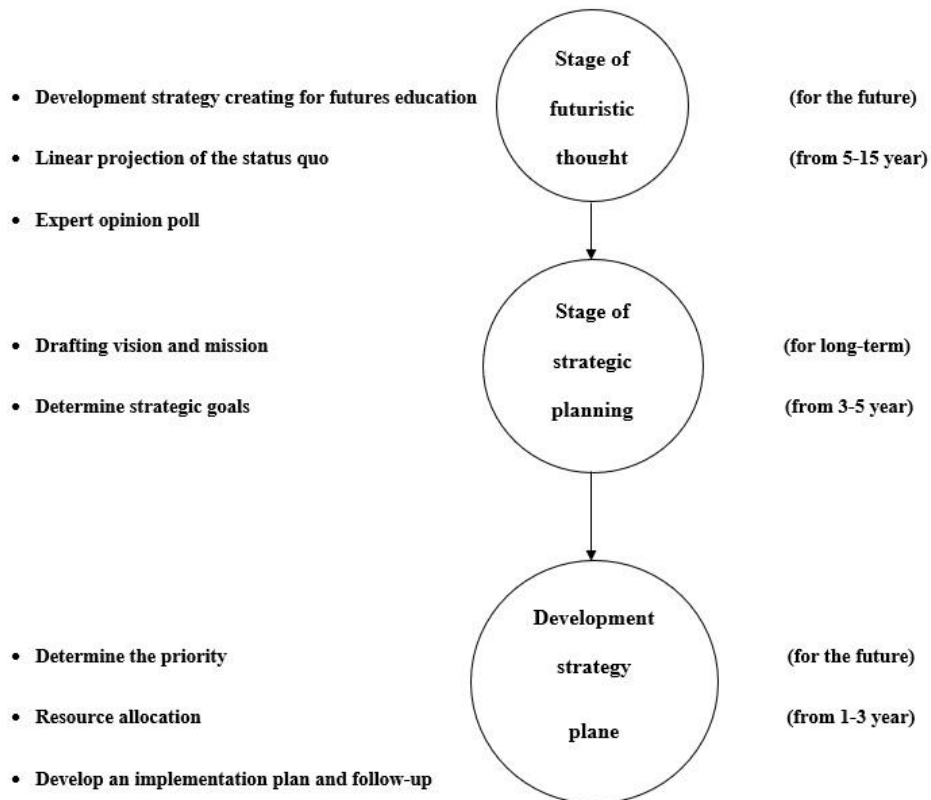 Stage of
• Development strategy creating for futures education futuristic (for the future)
• Linear projection of the status quo thought (from 5-15 year)
• Expert opinion poll
Stage of
• Drafting vision and mission strategic (for long-term)
• Determine strategic goals planning (from 3-5 year)
Development
• Determine the priority strategy (for the future)
• Resource allocation plane (from 1-3 year)
• Develop an implementation plan and follow-up